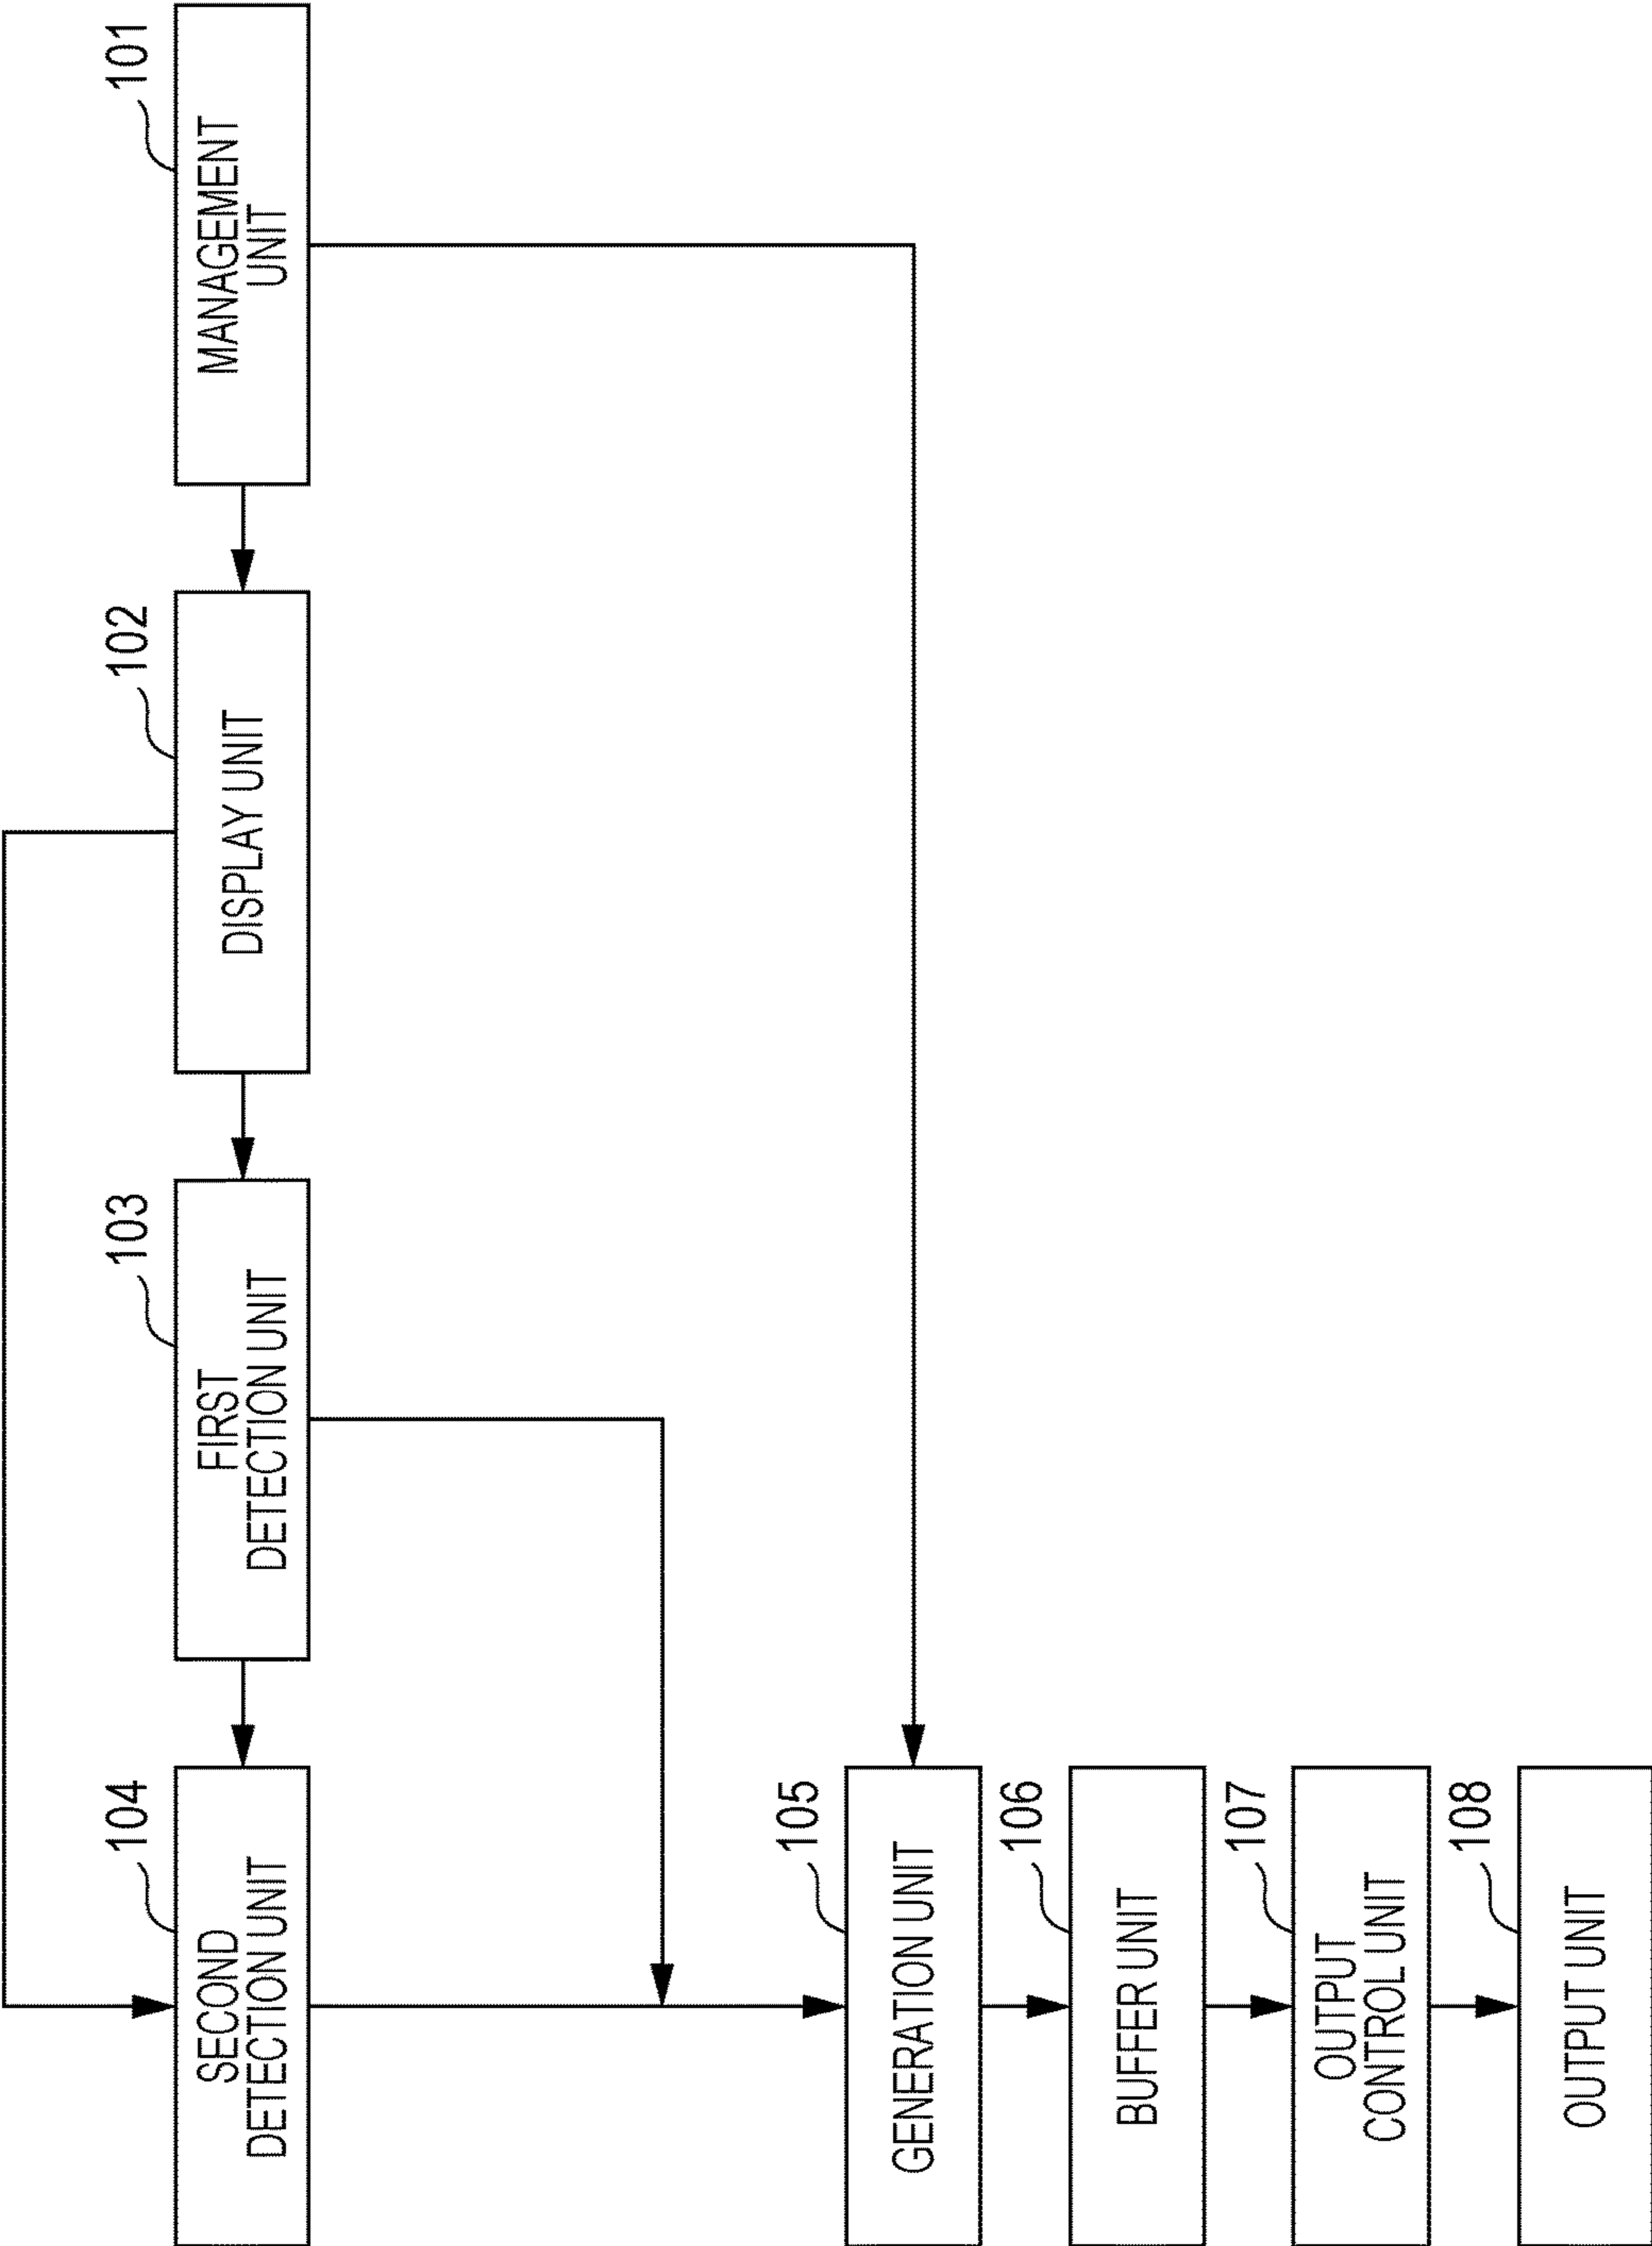 101
MANAGEMENT
UNIT
102
DISPLAY UNIT
103
FIRST
DETECTION UNIT
104
SECOND
DETECTION UNIT
105
GENERATION UNIT
106
BUFFER UNIT
107
OUTPUT
CONTROL UNIT
108
OUTPUT UNIT